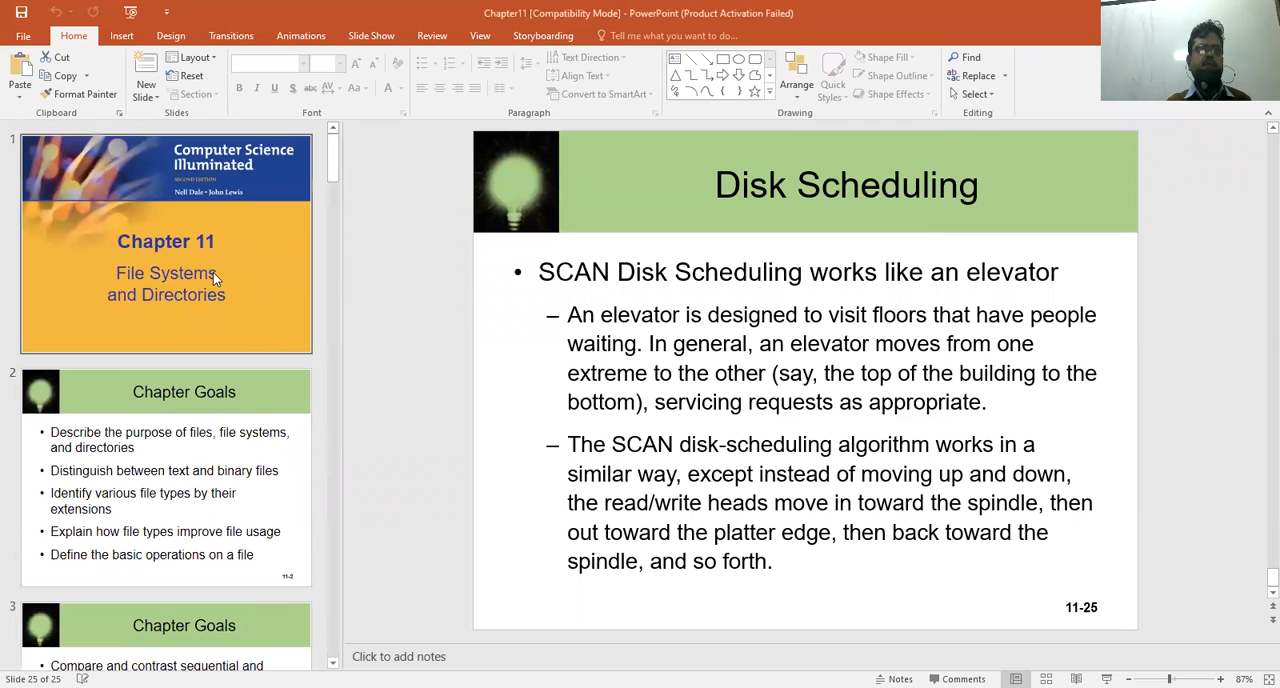 Chapter11 [Compatibility Mode] - PowerPoint (Product Activation Failed)
File Home Insert Design Transitions Animations Slide Show Review View Storyboarding Tell me what you want to do...
Paste
Cut
Copy
Format Painter
Clipboard
New
Slide
Layout
Reset
Section
Slides
B I U S abc AV Aa A
Font
Text Direction
Align Text
Convert to SmartArt
Paragraph
Arrange
Quick
Styles
Shape Fill
Shape Outline
Shape Effects
Drawing
Find
Replace
Select
Editing
1
Computer Science
Illuminated
SECOND EDITION
Nell Dale • John Lewis
Chapter 11
File Systems
and Directories
2
Chapter Goals
• Describe the purpose of files, file systems,
and directories
• Distinguish between text and binary files
• Identify various file types by their
extensions
• Explain how file types improve file usage
• Define the basic operations on a file
11-2
3
Chapter Goals
• Compare and contrast sequential and
Disk Scheduling
• SCAN Disk Scheduling works like an elevator
– An elevator is designed to visit floors that have people
waiting. In general, an elevator moves from one
extreme to the other (say, the top of the building to the
bottom), servicing requests as appropriate.
– The SCAN disk-scheduling algorithm works in a
similar way, except instead of moving up and down,
the read/write heads move in toward the spindle, then
out toward the platter edge, then back toward the
spindle, and so forth.
11-25
Click to add notes
Slide 25 of 25
Notes
Comments
87%